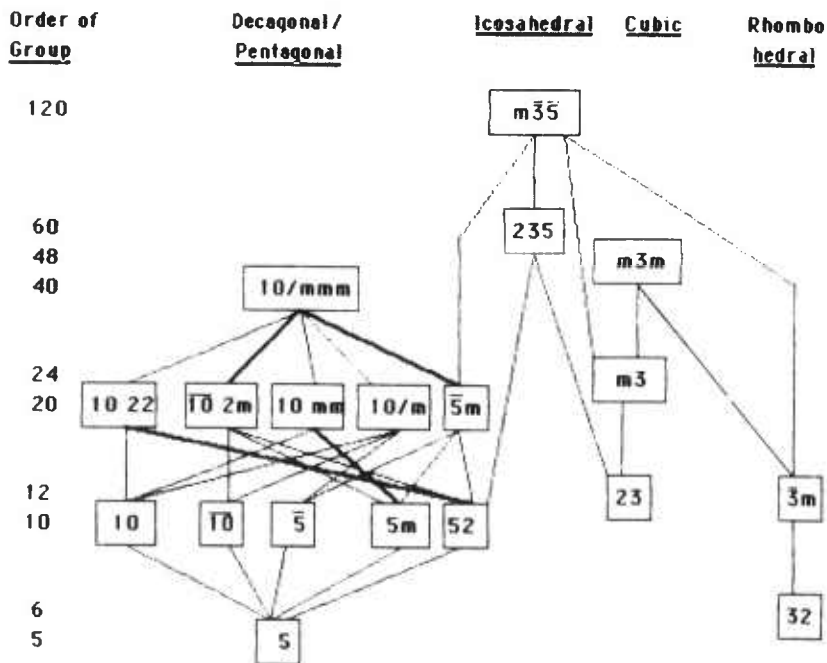 Order of Group
Decagonal/ Pentagonal
Icosahedral
Cubic
Rhombo hedral
120
m3̅5̅
60
235
48
m3m
40
10/mmm
24
m3
20
10 22
1̅0̅ 2m
10 mm
10/m
5̅m
12
23
3̅m
10
10
1̅0̅
5̅
5m
52
6
32
5
5